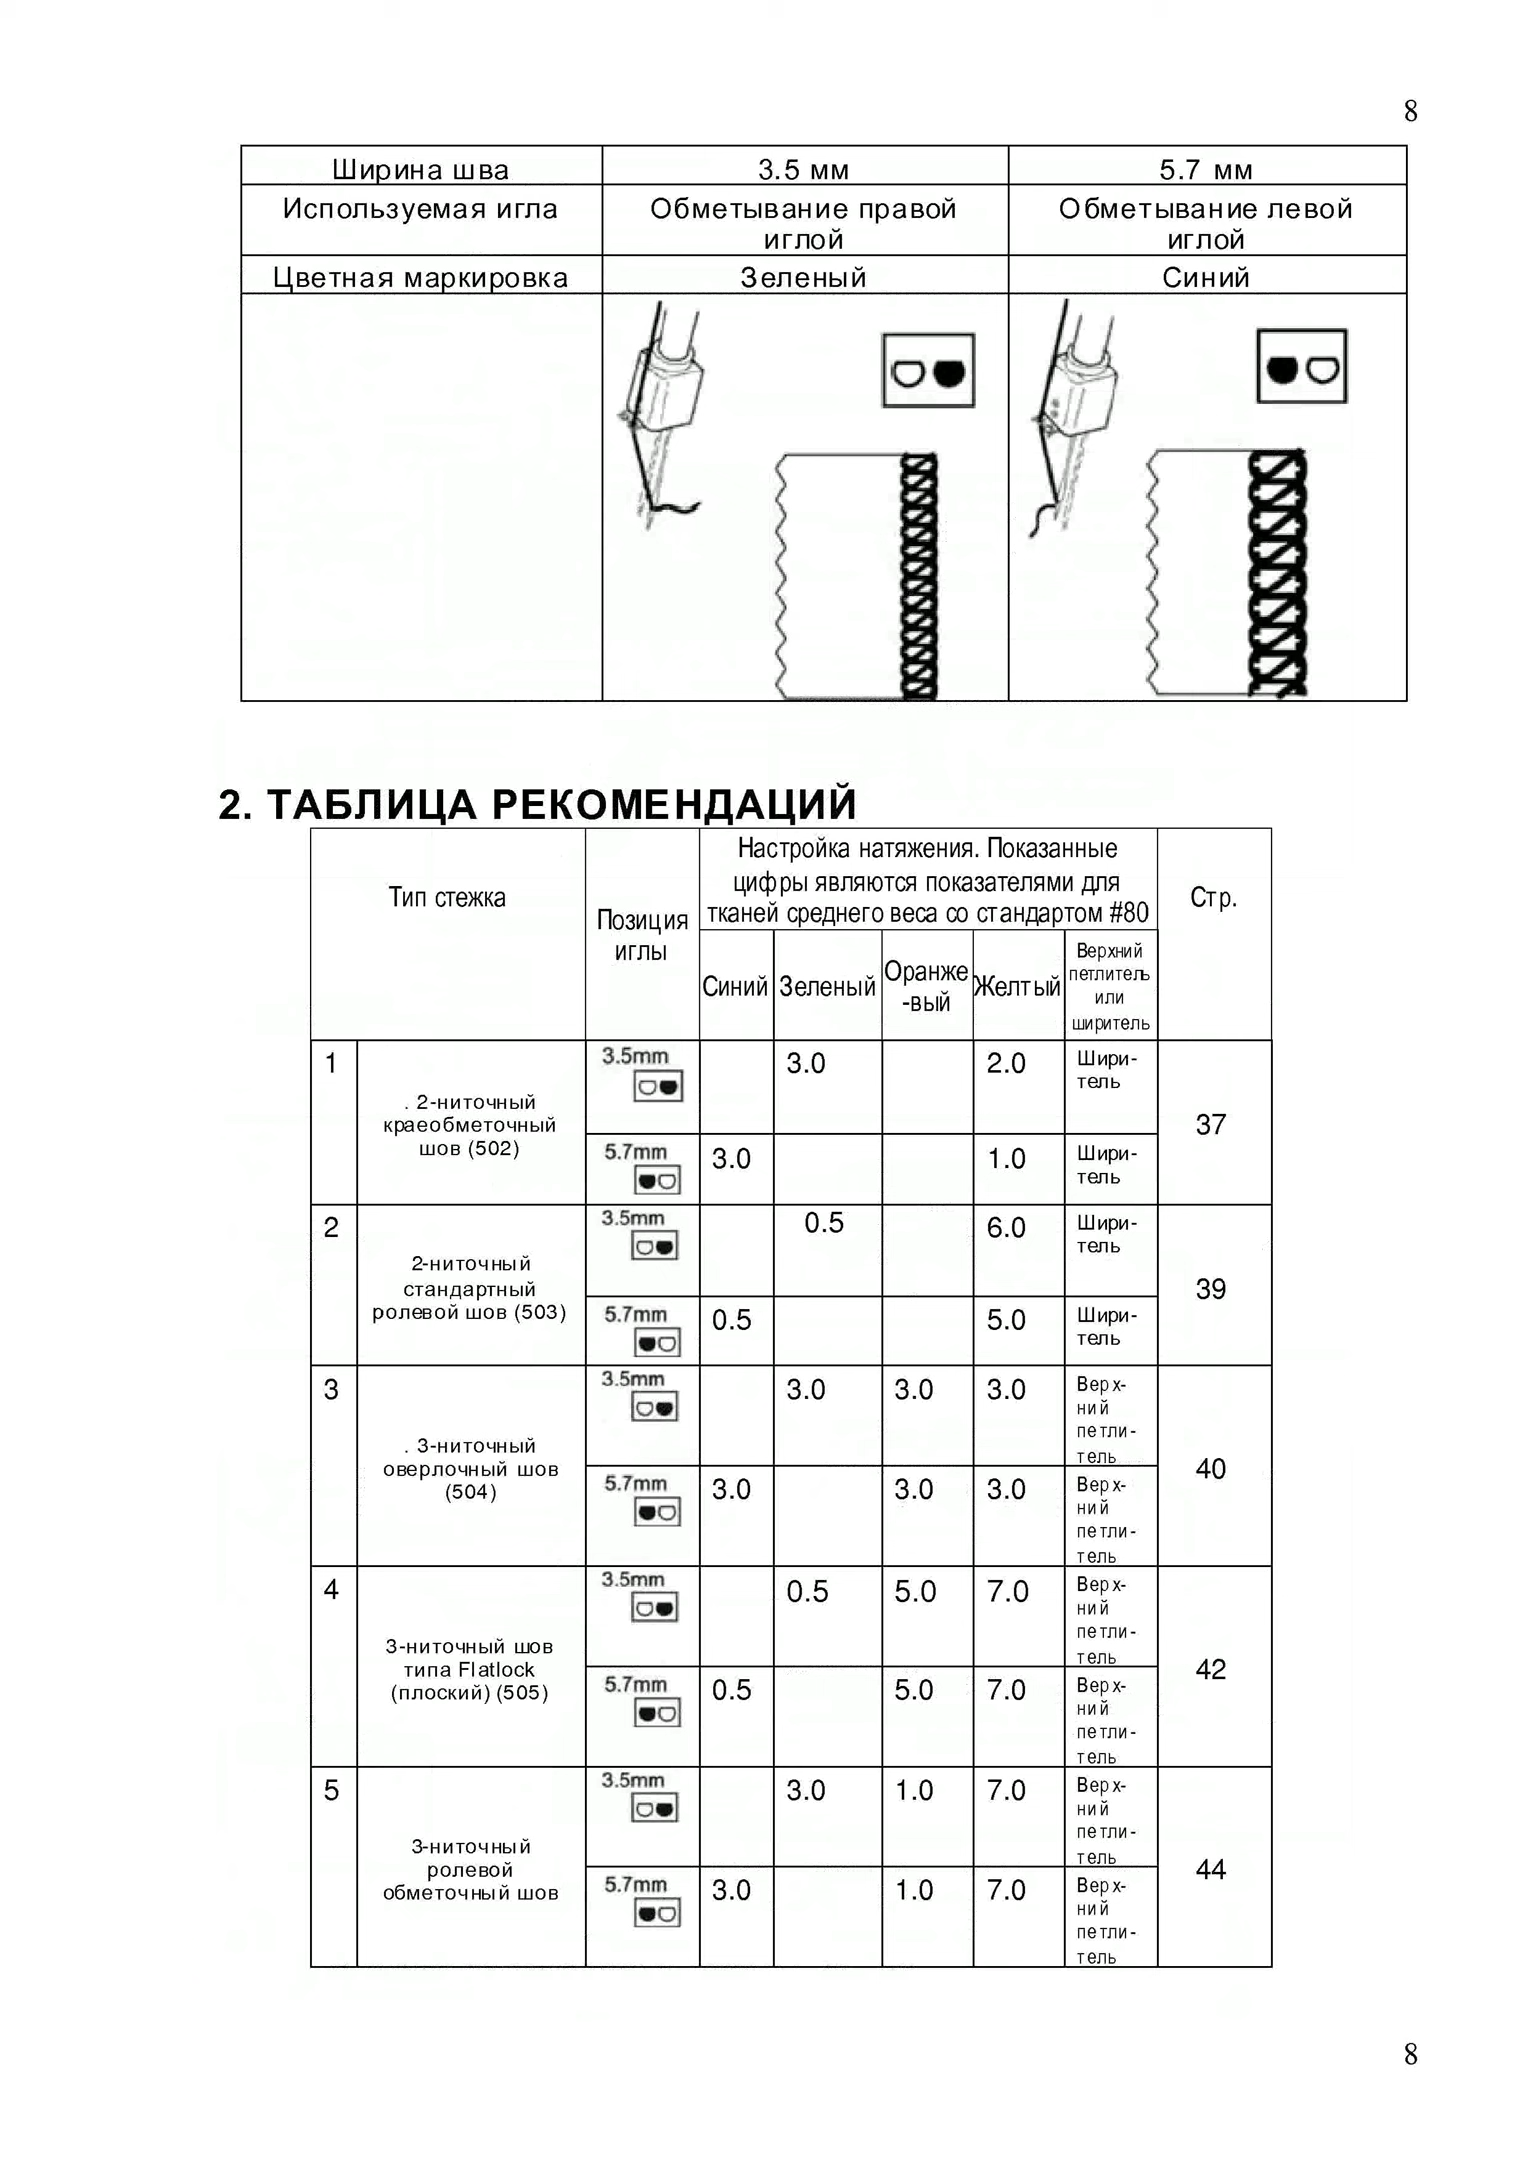 8
Ширина шва 3.5 мм 5.7 мм
Используемая игла Обметывание правой Обметывание левой
иглой иглой
Цветная маркировка Зеленый Синий
2. ТАБЛИЦА РЕКОМЕНДАЦИЙ
Тип стежка
Позиция
иглы
Настройка натяжения. Показанные
цифры являются показателями для
тканей среднего веса со стандартом #80
Стр.
Синий
Зеленый
Оранже
-вый
Желтый
Верхний
петлитель
или
ширитель
1
. 2-ниточный
краеобметочный
шов (502)
3.5mm
3.0
2.0
Шири-
тель
5.7mm
3.0
1.0
Шири-
тель
37
2
2-ниточный
стандартный
ролевой шов (503)
3.5mm
0.5
6.0
Шири-
тель
5.7mm
0.5
5.0
Шири-
тель
39
3
. 3-ниточный
оверлочный шов
(504)
3.5mm
3.0
3.0
3.0
Верх-
ний
петли-
тель
5.7mm
3.0
3.0
3.0
Верх-
ний
петли-
тель
40
4
3-ниточный шов
типа Flatlock
(плоский) (505)
3.5mm
0.5
5.0
7.0
Верх-
ний
петли-
тель
5.7mm
0.5
5.0
7.0
Верх-
ний
петли-
тель
42
5
3-ниточный
ролевой
обметочный шов
3.5mm
3.0
1.0
7.0
Верх-
ний
петли-
тель
5.7mm
3.0
1.0
7.0
Верх-
ний
петли-
тель
44
8